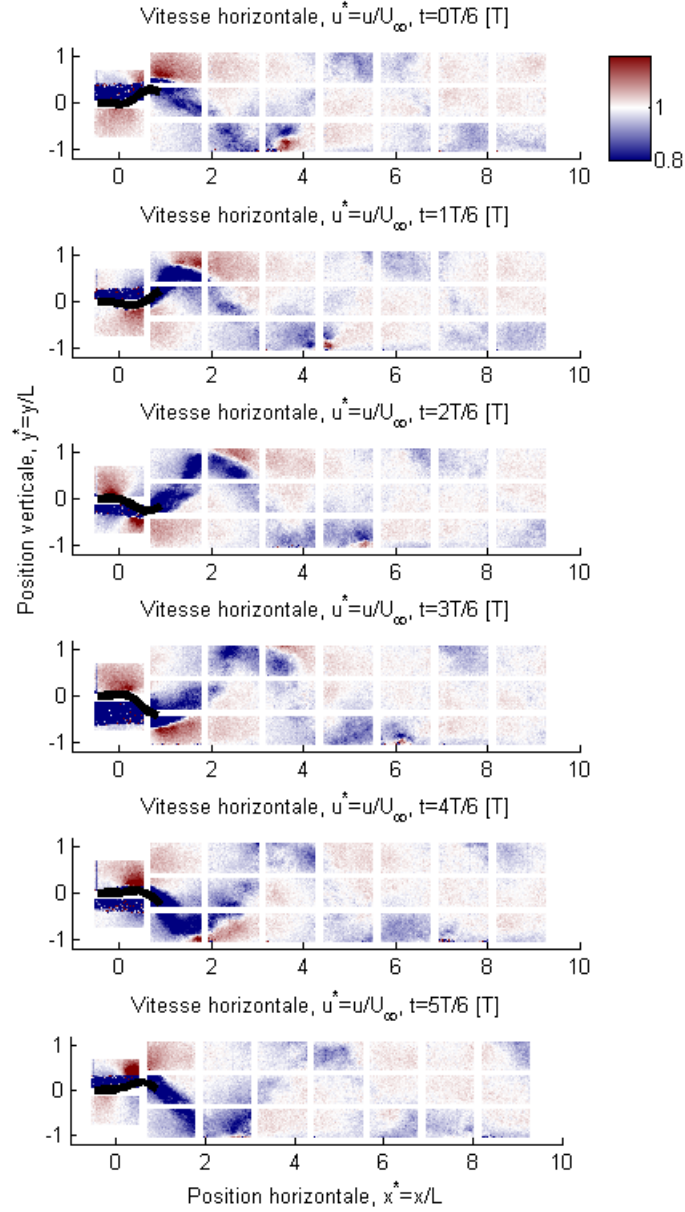 Vitesse horizontale, u*=u/U∞, t=0T/6 [T]
1
0
-1
0 2 4 6 8 10
1
0.8
Vitesse horizontale, u*=u/U∞, t=1T/6 [T]
1
0
-1
0 2 4 6 8 10
Vitesse horizontale, u*=u/U∞, t=2T/6 [T]
1
0
-1
0 2 4 6 8 10
Position verticale, y*=y/L
Vitesse horizontale, u*=u/U∞, t=3T/6 [T]
1
0
-1
0 2 4 6 8 10
Vitesse horizontale, u*=u/U∞, t=4T/6 [T]
1
0
-1
0 2 4 6 8 10
Vitesse horizontale, u*=u/U∞, t=5T/6 [T]
1
0
-1
0 2 4 6 8 10
Position horizontale, x*=x/L